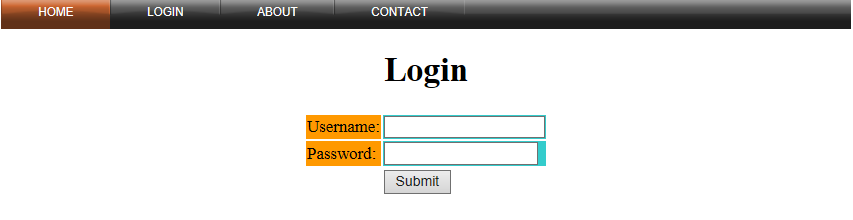 HOME LOGIN ABOUT CONTACT
Login
Username:
Password:
Submit